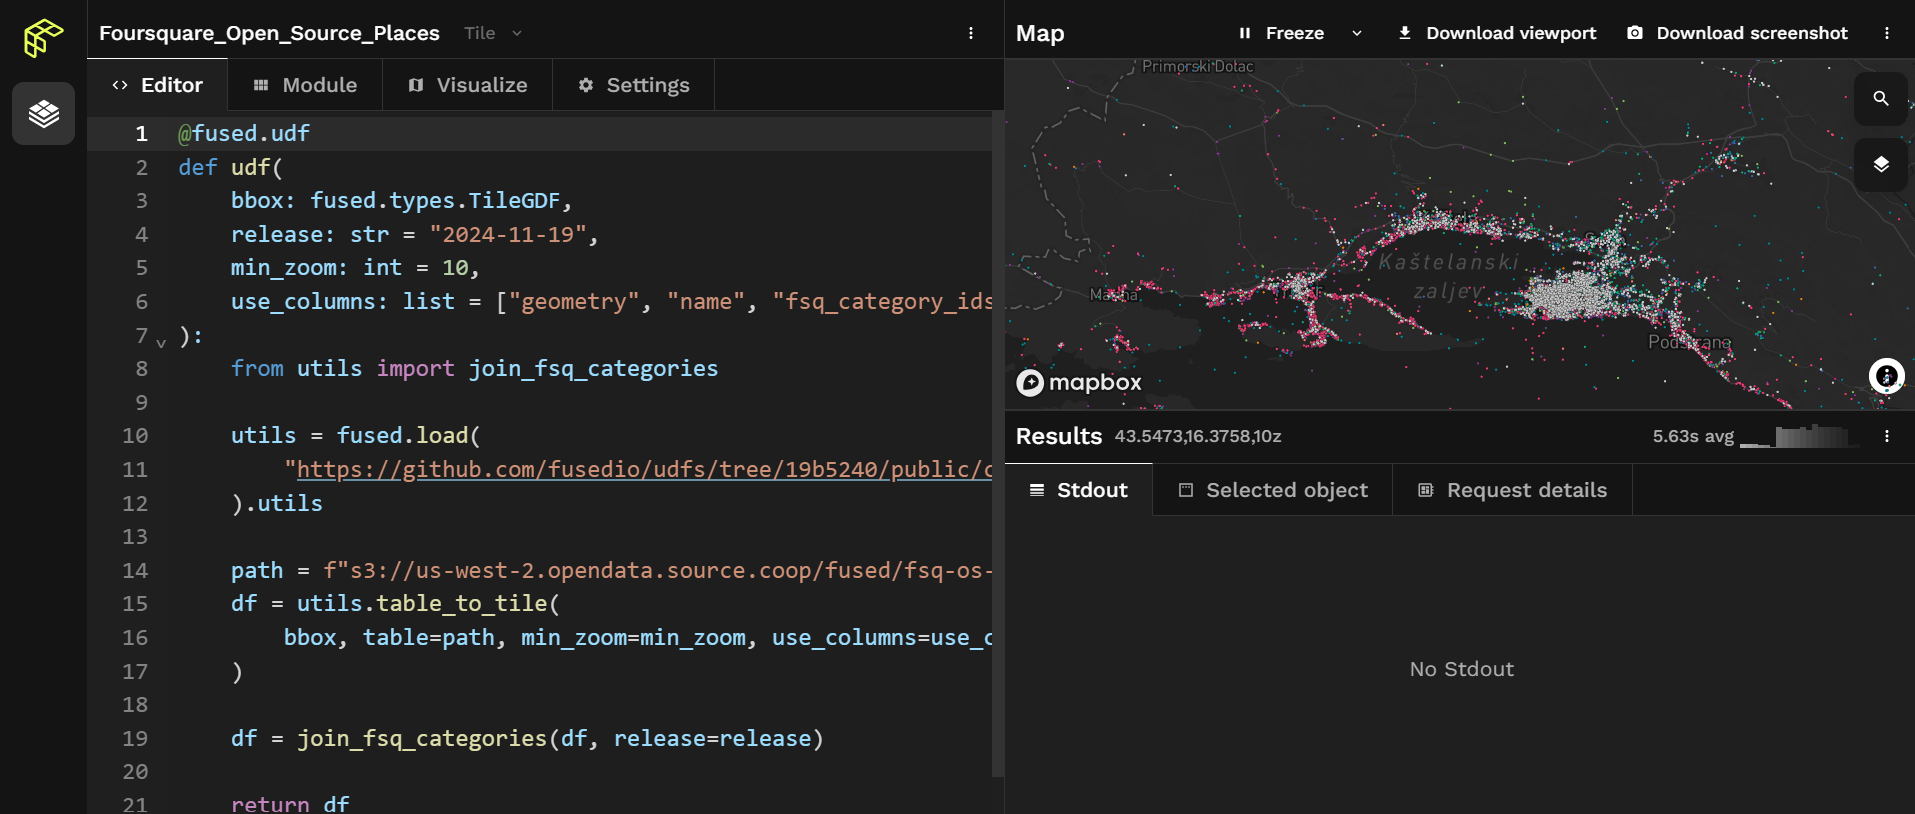 Foursquare_Open_Source_Places Tile
Editor Module Visualize Settings
1 @fused.udf
2 def udf(
3 bbox: fused.types.TileGDF,
4 release: str = "2024-11-19",
5 min_zoom: int = 10,
6 use_columns: list = ["geometry", "name", "fsq_category_ids
7 ):
8 from utils import join_fsq_categories
9
10 utils = fused.load(
11 "https://github.com/fusedio/udfs/tree/19b5240/public/c
12 ).utils
13
14 path = f"s3://us-west-2.opendata.source.coop/fused/fsq-os-
15 df = utils.table_to_tile(
16 bbox, table=path, min_zoom=min_zoom, use_columns=use_c
17 )
18
19 df = join_fsq_categories(df, release=release)
20
21 return df
Map Freeze Download viewport Download screenshot
Primorski Dolac
Kaštelanski
zaljev
Podstrana
mapbox
Results 43.5473,16.3758,10z 5.63s avg
Stdout Selected object Request details
No Stdout